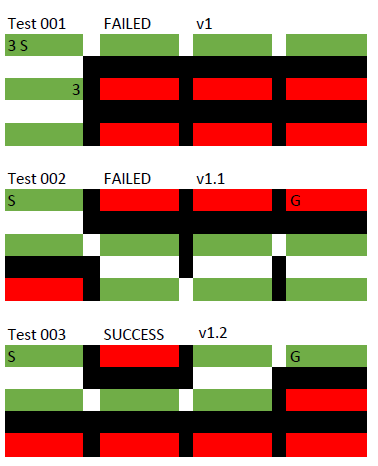 Test 001 FAILED v1
3 S
3
Test 002 FAILED v1.1
S G
Test 003 SUCCESS v1.2
S G